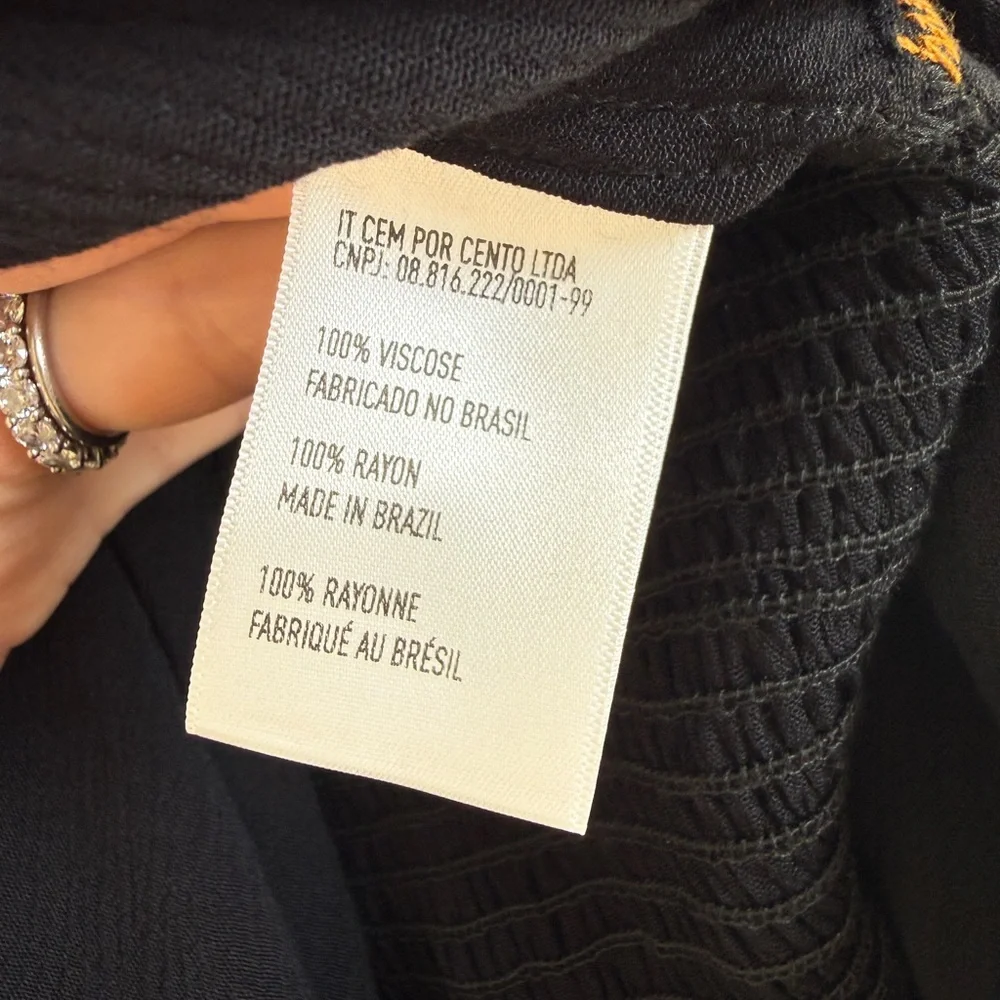 IT CEM POR CENTO LTDA
CNPJ: 08.816.222/0001-99
100% VISCOSE
FABRICADO NO BRASIL
100% RAYON
MADE IN BRAZIL
100% RAYONNE
FABRIQUÉ AU BRÉSIL